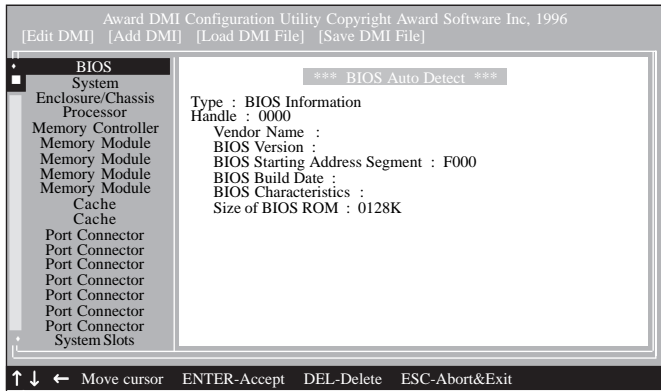 Award DMI Configuration Utility Copyright Award Software Inc, 1996
[Edit DMI] [Add DMI] [Load DMI File] [Save DMI File]
BIOS
System
Enclosure/Chassis
Processor
Memory Controller
Memory Module
Memory Module
Memory Module
Memory Module
Cache
Cache
Port Connector
Port Connector
Port Connector
Port Connector
Port Connector
Port Connector
Port Connector
System Slots
*** BIOS Auto Detect ***
Type : BIOS Information
Handle : 0000
Vendor Name :
BIOS Version :
BIOS Starting Address Segment : F000
BIOS Build Date :
BIOS Characteristics :
Size of BIOS ROM : 0128K
↑↓ ← Move cursor ENTER-Accept DEL-Delete ESC-Abort&Exit